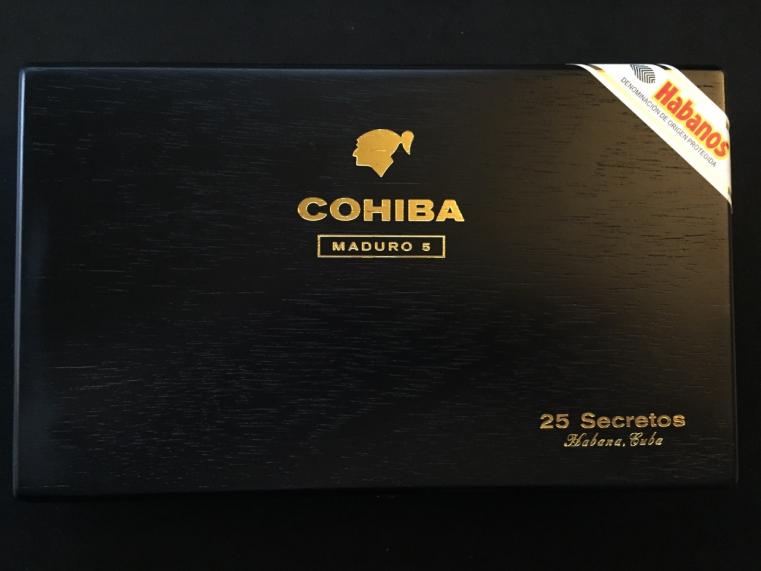 Habanos
DENOMINACIÓN DE ORIGEN PROTEGIDA
COHIBA
MADURO 5
25 Secretos
Habana, Cuba